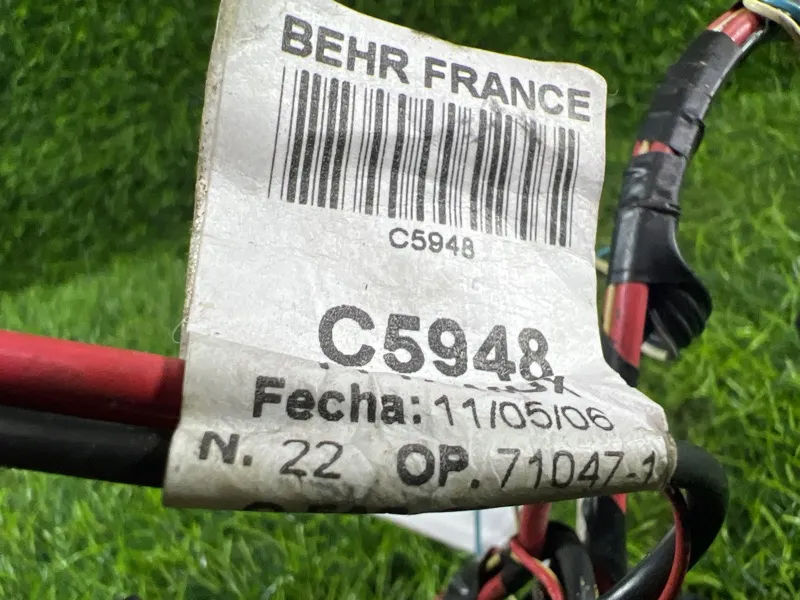 BEHR FRANCE
C5948
C5948
Fecha: 11/05/06
N. 22 OP. 71047-1